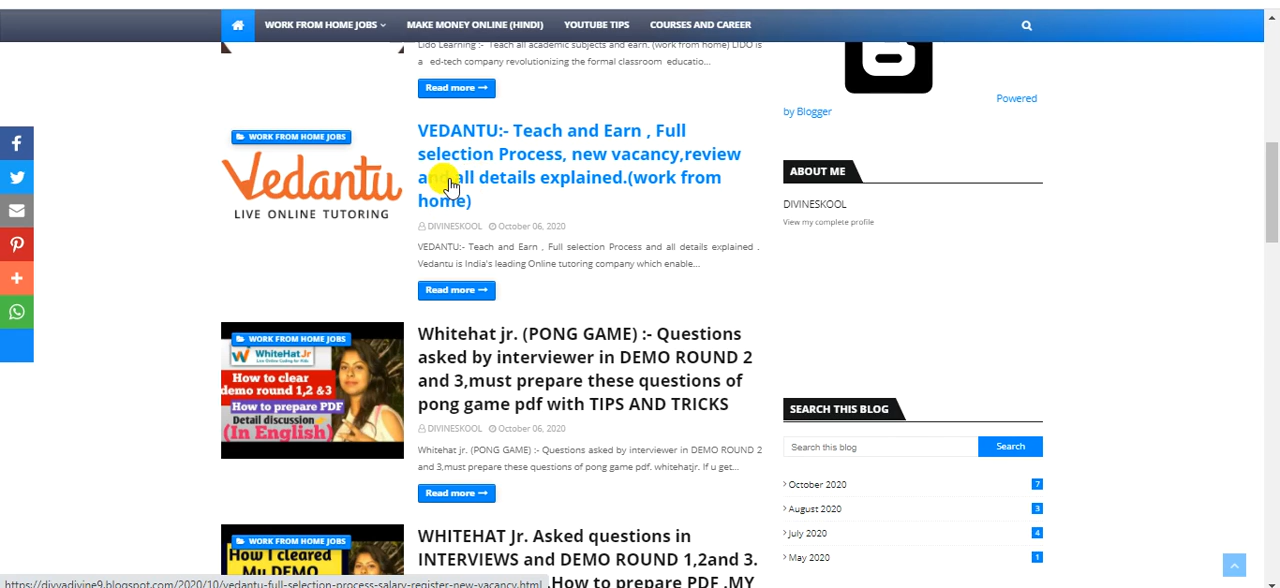 WORK FROM HOME JOBS
MAKE MONEY ONLINE (HINDI)
YOUTUBE TIPS
COURSES AND CAREER
Lido Learning :- Teach all academic subjects and earn. (work from home) LIDO is
a ed-tech company revolutionizing the formal classroom educatio...
Read more
WORK FROM HOME JOBS
Vedantu
LIVE ONLINE TUTORING
VEDANTU:- Teach and Earn , Full
selection Process, new vacancy,review
and all details explained.(work from
home)
DIVINESKOOL October 06, 2020
VEDANTU:- Teach and Earn , Full selection Process and all details explained .
Vedantu is India's leading Online tutoring company which enable...
Read more
WORK FROM HOME JOBS
WhiteHat Jr
Live Online Coding for Kids
How to clear
demo round 1,2 &3
How to prepare PDF
Detail discussion
(In English)
Whitehat jr. (PONG GAME) :- Questions
asked by interviewer in DEMO ROUND 2
and 3,must prepare these questions of
pong game pdf with TIPS AND TRICKS
DIVINESKOOL October 06, 2020
Whitehat jr. (PONG GAME) :- Questions asked by interviewer in DEMO ROUND 2
and 3,must prepare these questions of pong game pdf. whitehatjr. If u get...
Read more
WORK FROM HOME JOBS
How I cleared
My DEMO
WHITEHAT Jr. Asked questions in
INTERVIEWS and DEMO ROUND 1,2and 3.
.How to prepare PDF .MY
Powered
by Blogger
ABOUT ME
DIVINESKOOL
View my complete profile
SEARCH THIS BLOG
Search this blog
Search
October 2020 7
August 2020 3
July 2020 4
May 2020 1
https://divyadivine9.blogspot.com/2020/10/vedantu-full-selection-process-salary-register-new-vacancy.html